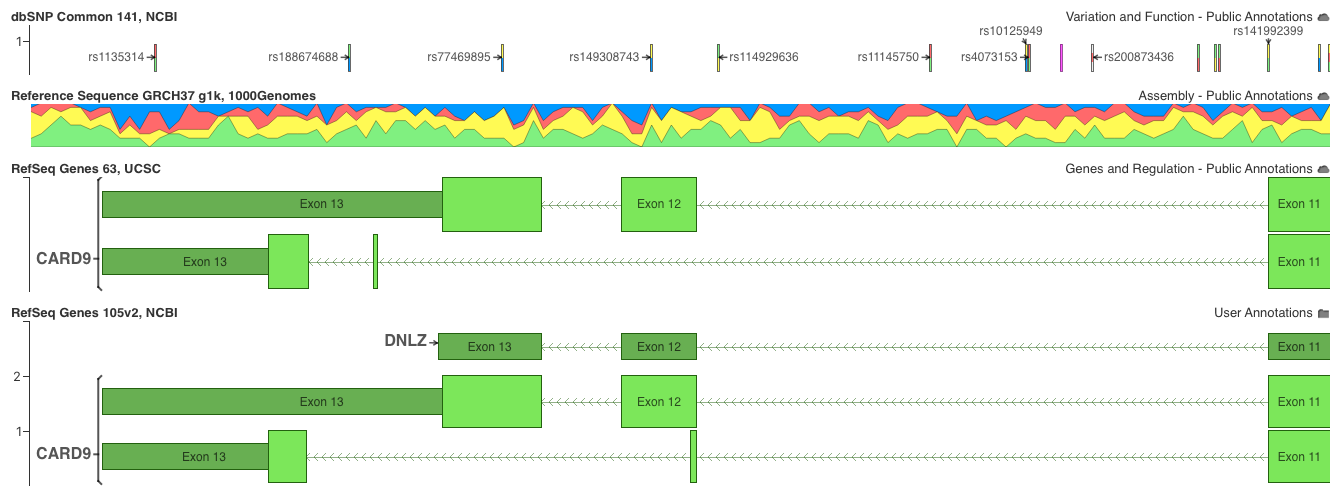 dbSNP Common 141, NCBI Variation and Function - Public Annotations
rs10125949 rs141992399
1
rs1135314 rs188674688 rs77469895 rs149308743 rs114929636 rs11145750 rs4073153 rs200873436
Reference Sequence GRCH37 g1k, 1000Genomes Assembly - Public Annotations
RefSeq Genes 63, UCSC Genes and Regulation - Public Annotations
Exon 13 Exon 12 Exon 11
CARD9 Exon 13 Exon 11
RefSeq Genes 105v2, NCBI User Annotations
DNLZ Exon 13 Exon 12 Exon 11
2
Exon 13 Exon 12 Exon 11
1
CARD9 Exon 13 Exon 11